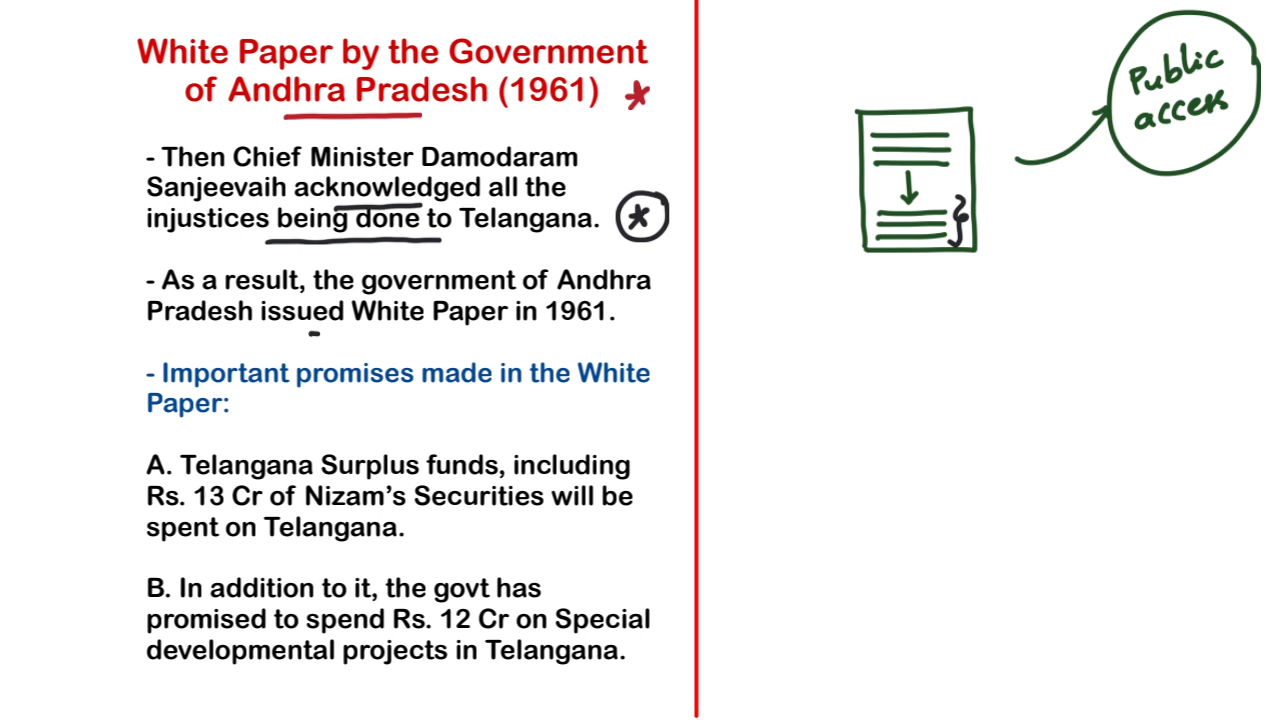 White Paper by the Government
of Andhra Pradesh (1961)
- Then Chief Minister Damodaram
Sanjeevaih acknowledged all the
injustices being done to Telangana.
- As a result, the government of Andhra
Pradesh issued White Paper in 1961.
- Important promises made in the White
Paper:
A. Telangana Surplus funds, including
Rs. 13 Cr of Nizam's Securities will be
spent on Telangana.
B. In addition to it, the govt has
promised to spend Rs. 12 Cr on Special
developmental projects in Telangana.
Public
access